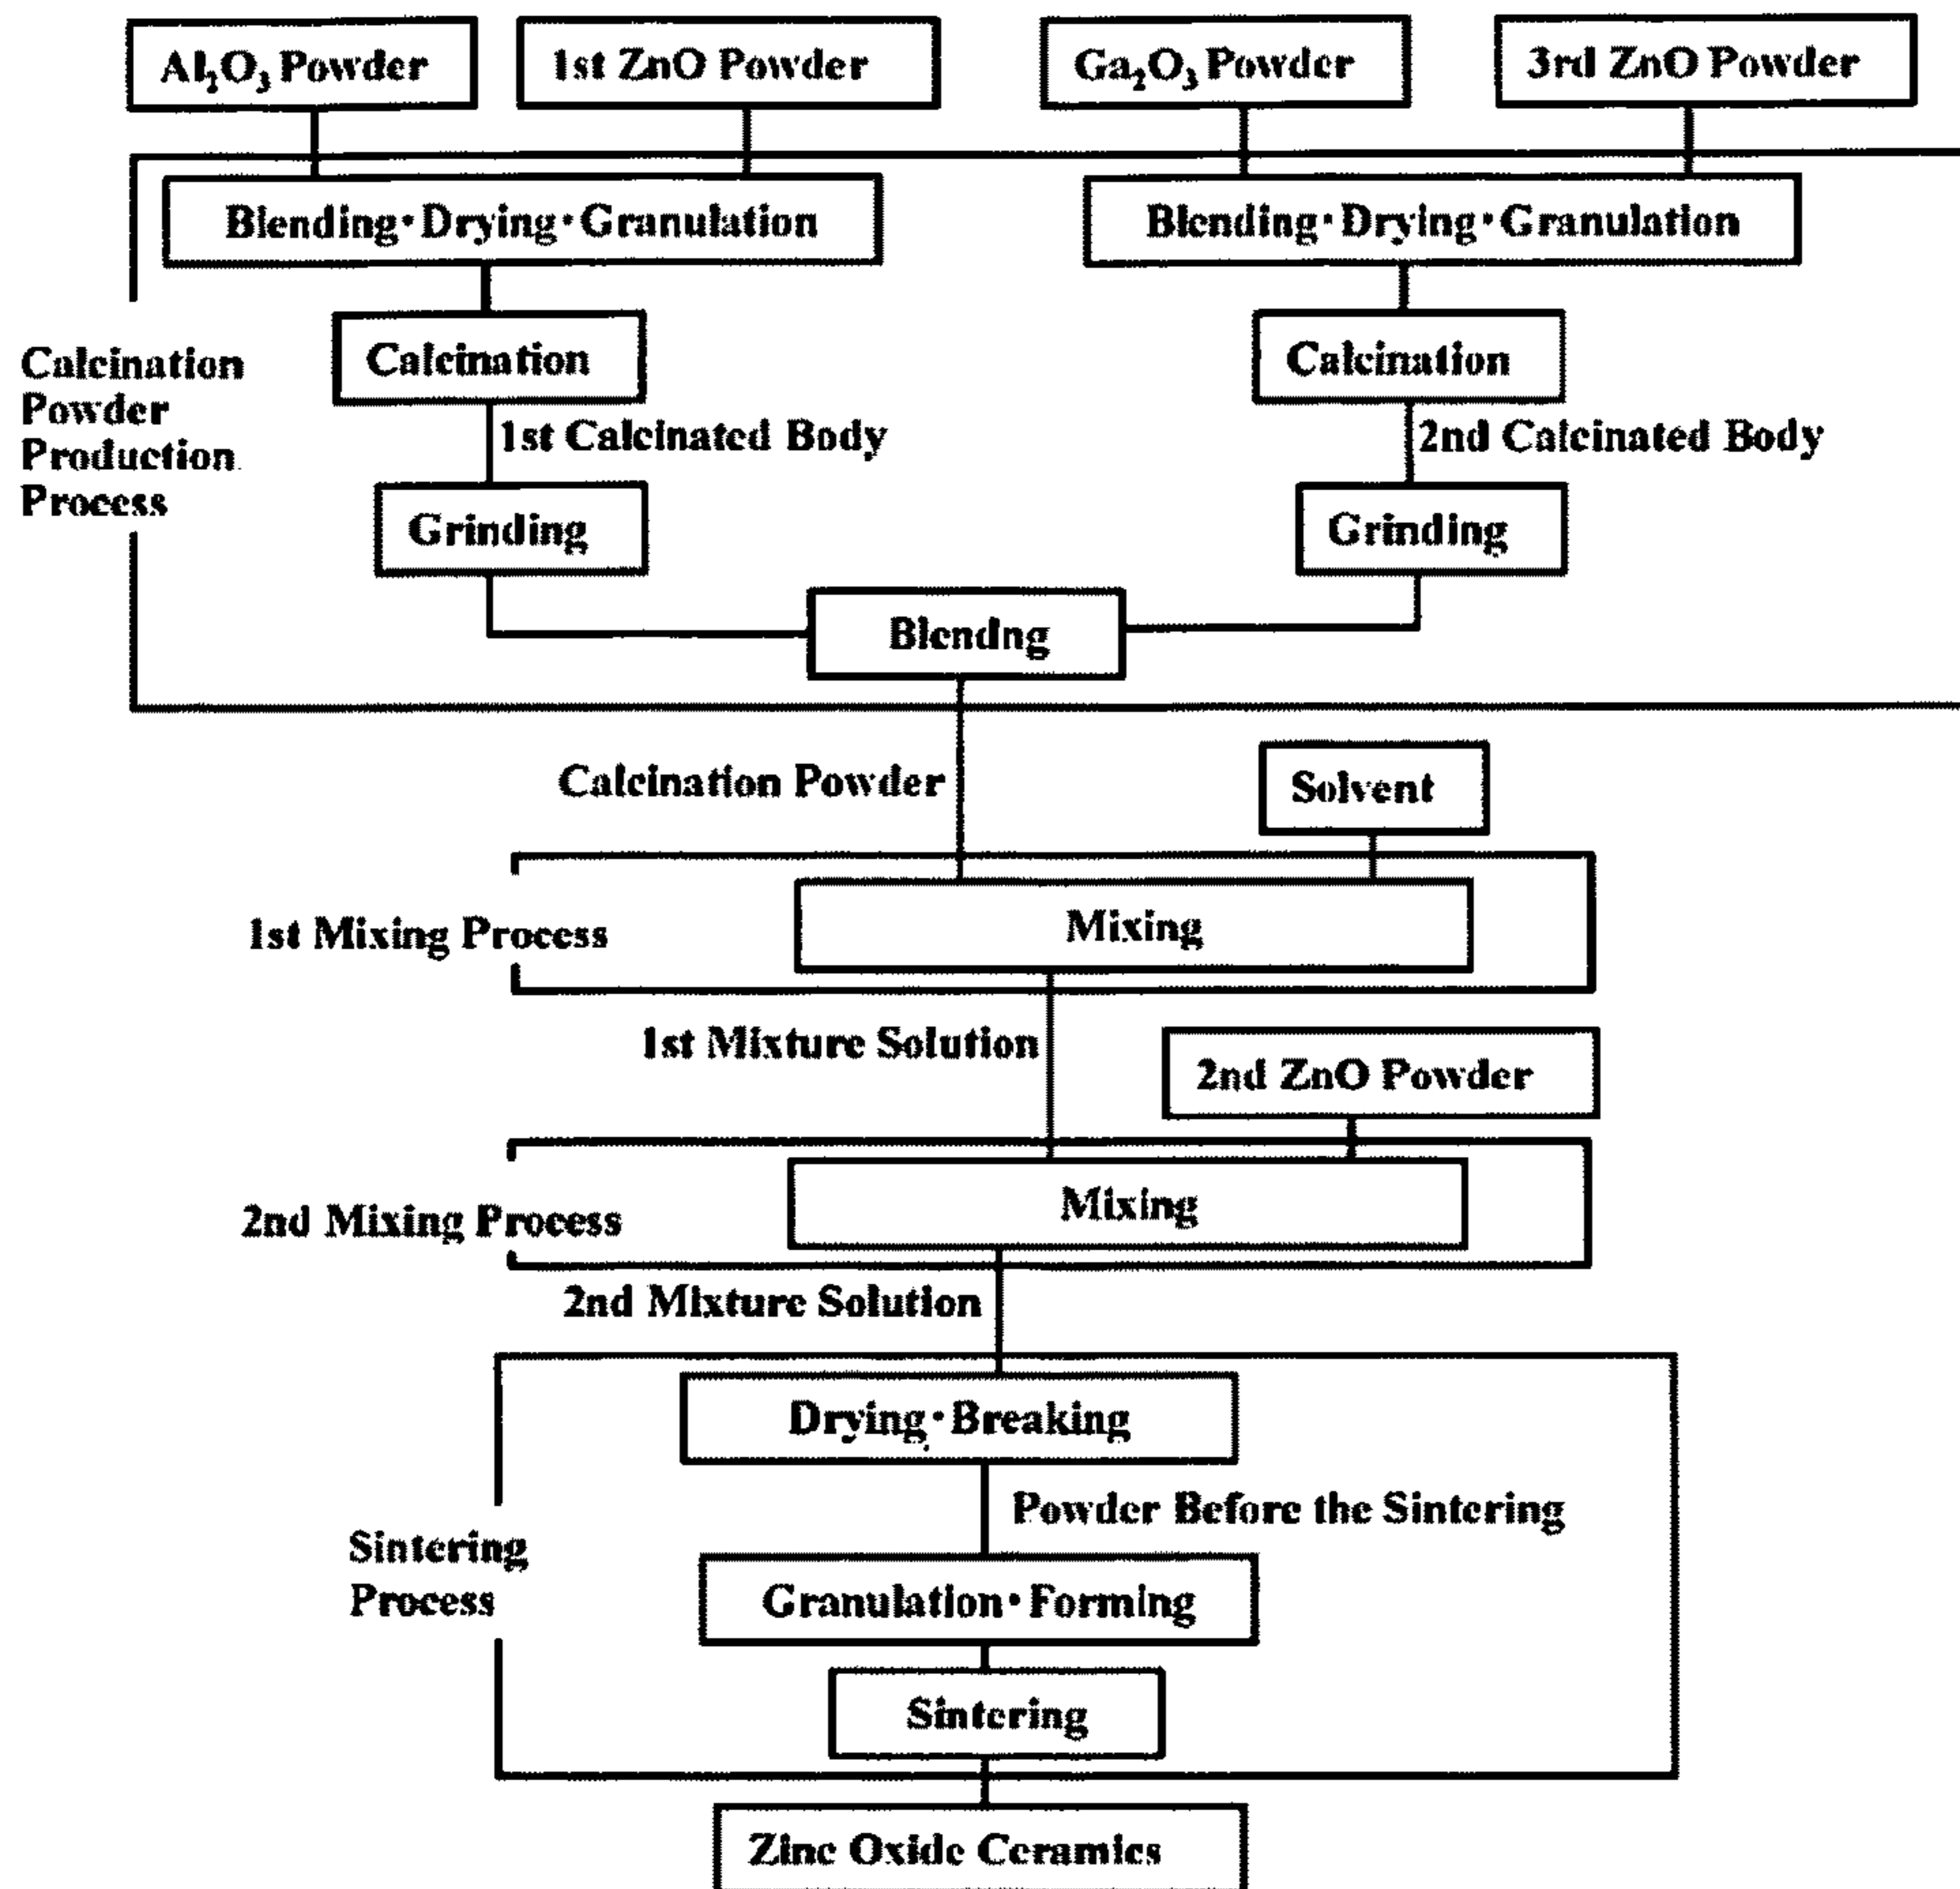 Al₂O₃ Powder
1st ZnO Powder
Ga₂O₃ Powder
3rd ZnO Powder
Blending・Drying・Granulation
Blending・Drying・Granulation
Calcination
Calcination
Calcination
Powder
Production
Process
1st Calcinated Body
2nd Calcinated Body
Grinding
Grinding
Blendng
Calcination Powder
Solvent
1st Mixing Process
Mixing
1st Mixture Solution
2nd ZnO Powder
2nd Mixing Process
Mixing
2nd Mixture Solution
Drying・Breaking
Powder Before the Sintering
Sintering
Process
Granulation・Forming
Sintering
Zinc Oxide Ceramics